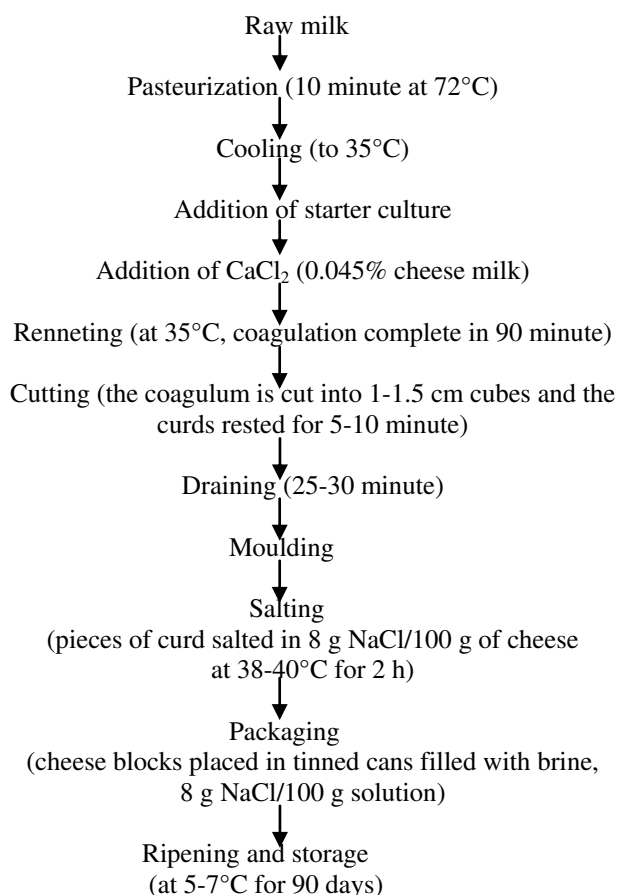 Raw milk
Pasteurization (10 minute at 72°C)
Cooling (to 35°C)
Addition of starter culture
Addition of CaCl₂ (0.045% cheese milk)
Renneting (at 35°C, coagulation complete in 90 minute)
Cutting (the coagulum is cut into 1-1.5 cm cubes and the
curds rested for 5-10 minute)
Draining (25-30 minute)
Moulding
Salting
(pieces of curd salted in 8 g NaCl/100 g of cheese
at 38-40°C for 2 h)
Packaging
(cheese blocks placed in tinned cans filled with brine,
8 g NaCl/100 g solution)
Ripening and storage
(at 5-7°C for 90 days)